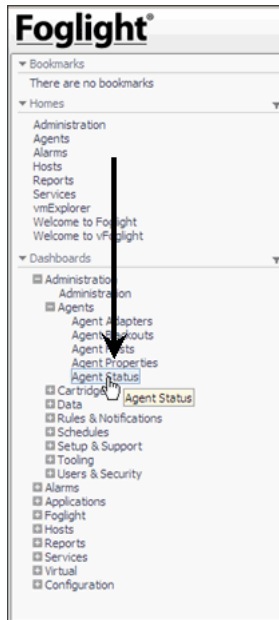 Foglight®
Bookmarks
There are no bookmarks
Homes
Administration
Agents
Alarms
Hosts
Reports
Services
vmExplorer
Welcome to Foglight
Welcome to vFoglight
Dashboards
Administration
Administration
Agents
Agent Adapters
Agent Blackouts
Agent Hosts
Agent Properties
Agent Status
Cartridges
Agent Status
Data
Rules & Notifications
Schedules
Setup & Support
Tooling
Users & Security
Alarms
Applications
Foglight
Hosts
Reports
Services
Virtual
Configuration